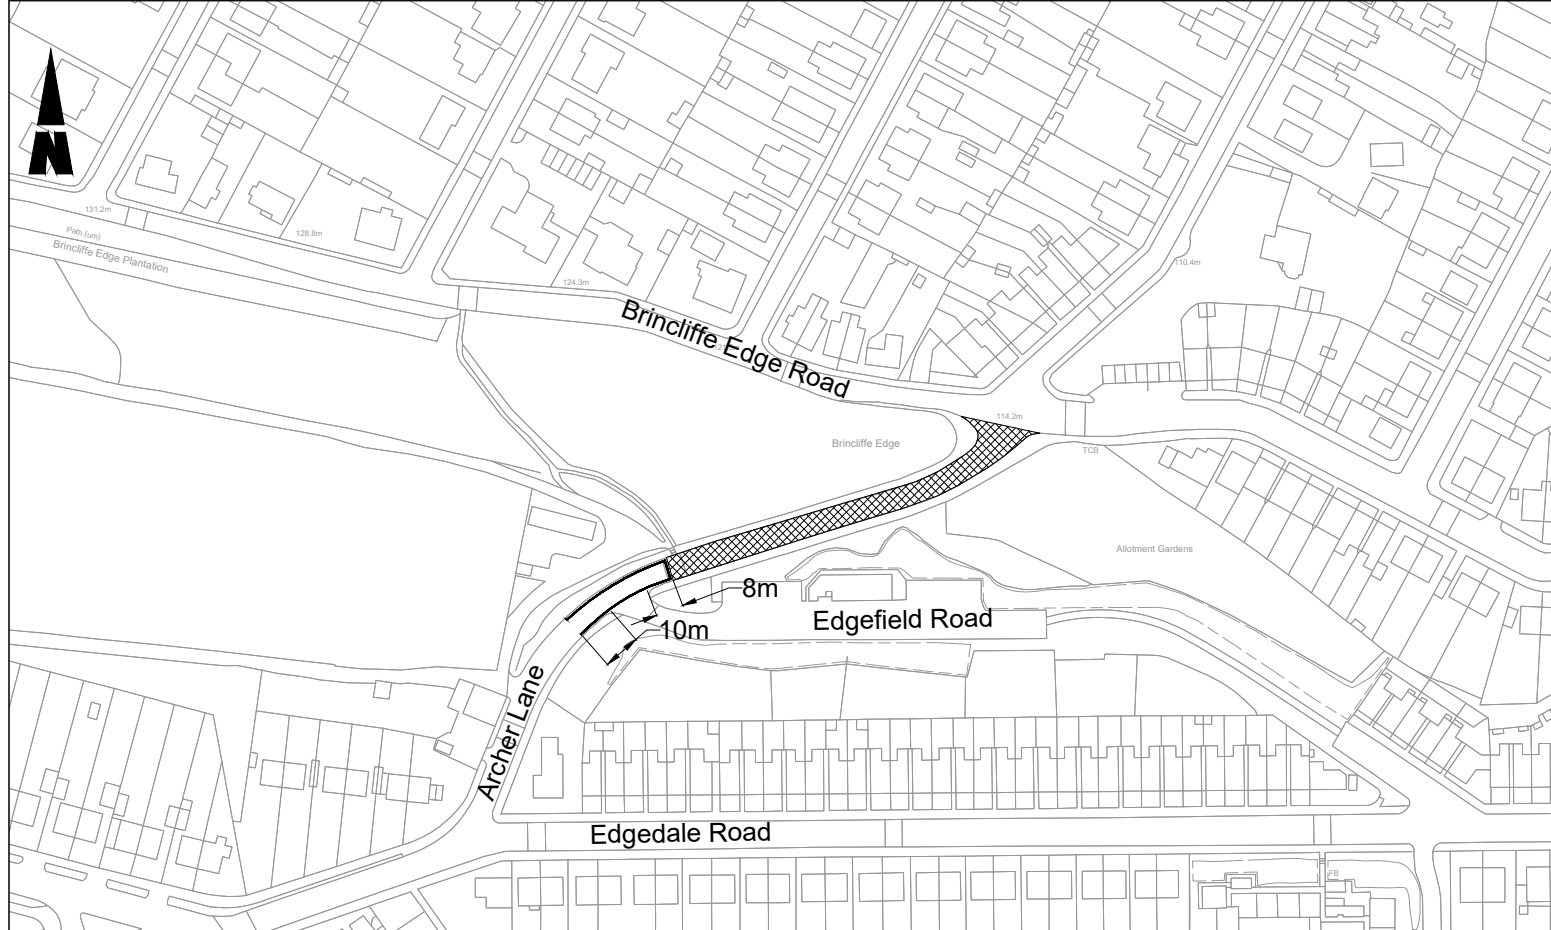 N
131.2m
Path (um)
Brincliffe Edge Plantation
128.8m
124.3m
110.4m
Brincliffe Edge Road
114.2m
Brincliffe Edge
TCB
Allotment Gardens
8m
Edgefield Road
10m
Archer Lane
Edgedale Road
FB